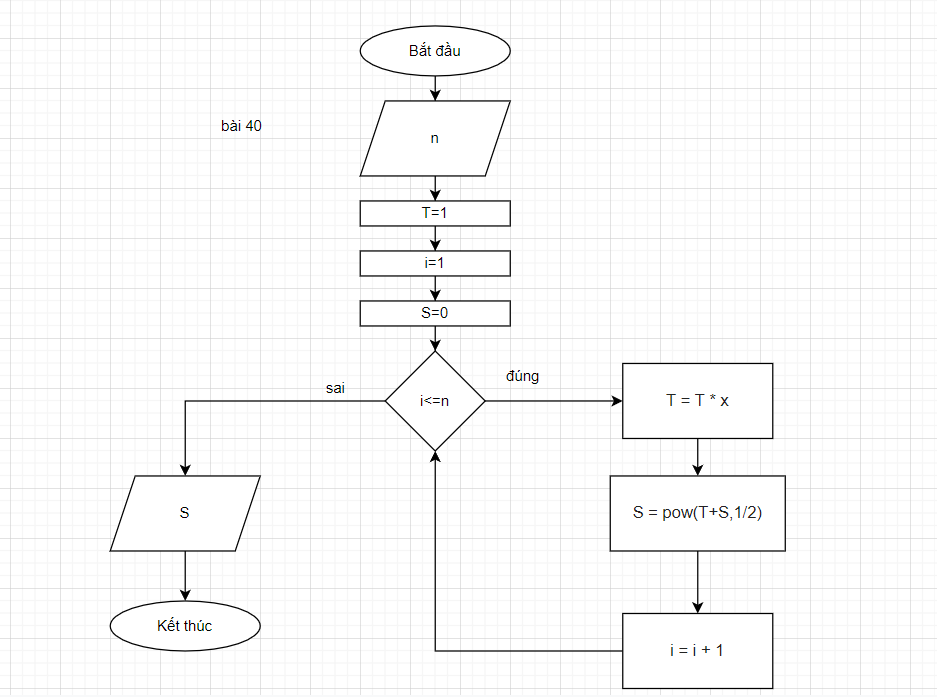 Bắt đầu
bài 40
n
T=1
i=1
S=0
i<=n
sai
đúng
T = T * x
S = pow(T+S,1/2)
i = i + 1
S
Kết thúc